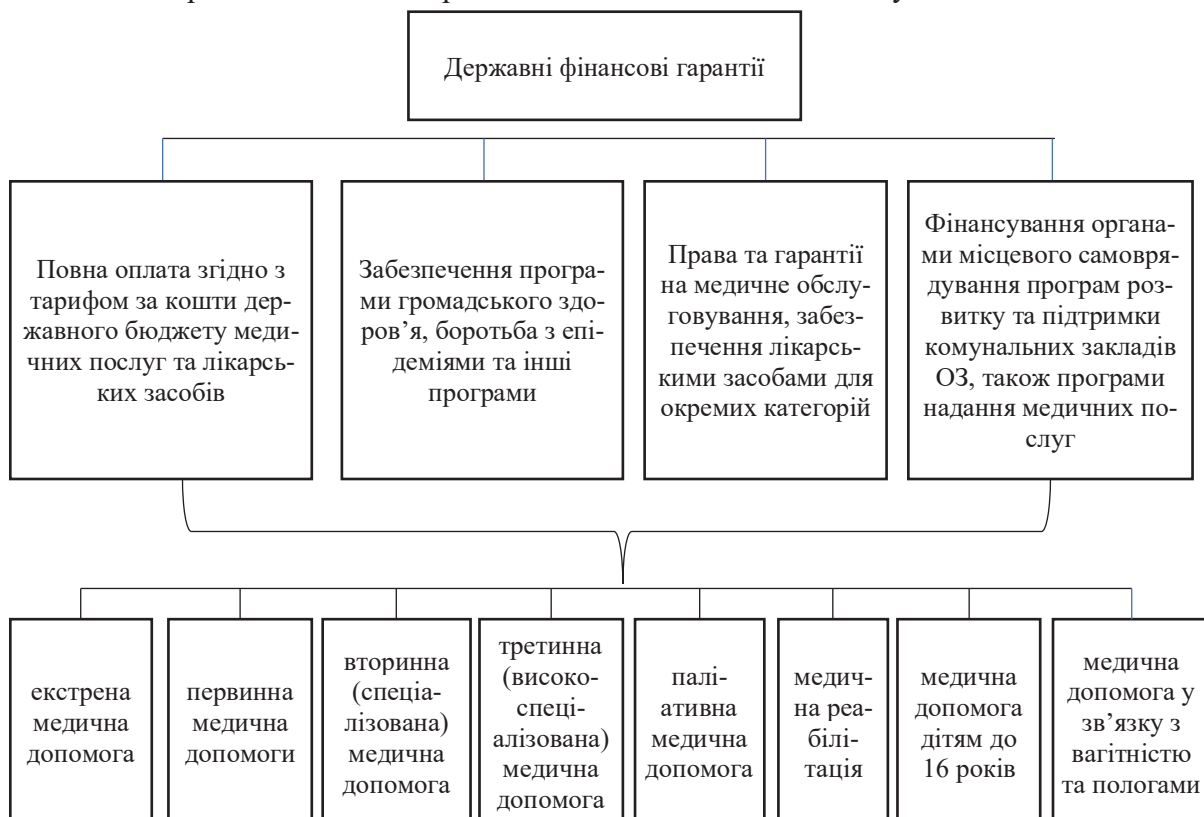 Державні фінансові гарантії
Повна оплата згідно з
тарифом за кошти дер-
жавного бюджету меди-
чних послуг та лікарсь-
ких засобів
Забезпечення програ-
ми громадського здо-
ров’я, боротьба з епі-
деміями та інші
програми
Права та гарантії
на медичне обслу-
говування, забез-
печення лікарсь-
кими засобами для
окремих категорій
Фінансування органа-
ми місцевого самовря-
дування програм роз-
витку та підтримки
комунальних закладів
ОЗ, також програми
надання медичних по-
слуг
екстрена
медична
допомога
первинна
медична
допомоги
вторинна
(спеціа-
лізована)
медична
допомога
третинна
(високо-
спеці-
алізована)
медична
допомога
палі-
ативна
медична
допомога
медич-
на реа-
білі-
тація
медична
допомога
дітям до
16 років
медична
допомога у
зв’язку з
вагітністю
та пологами